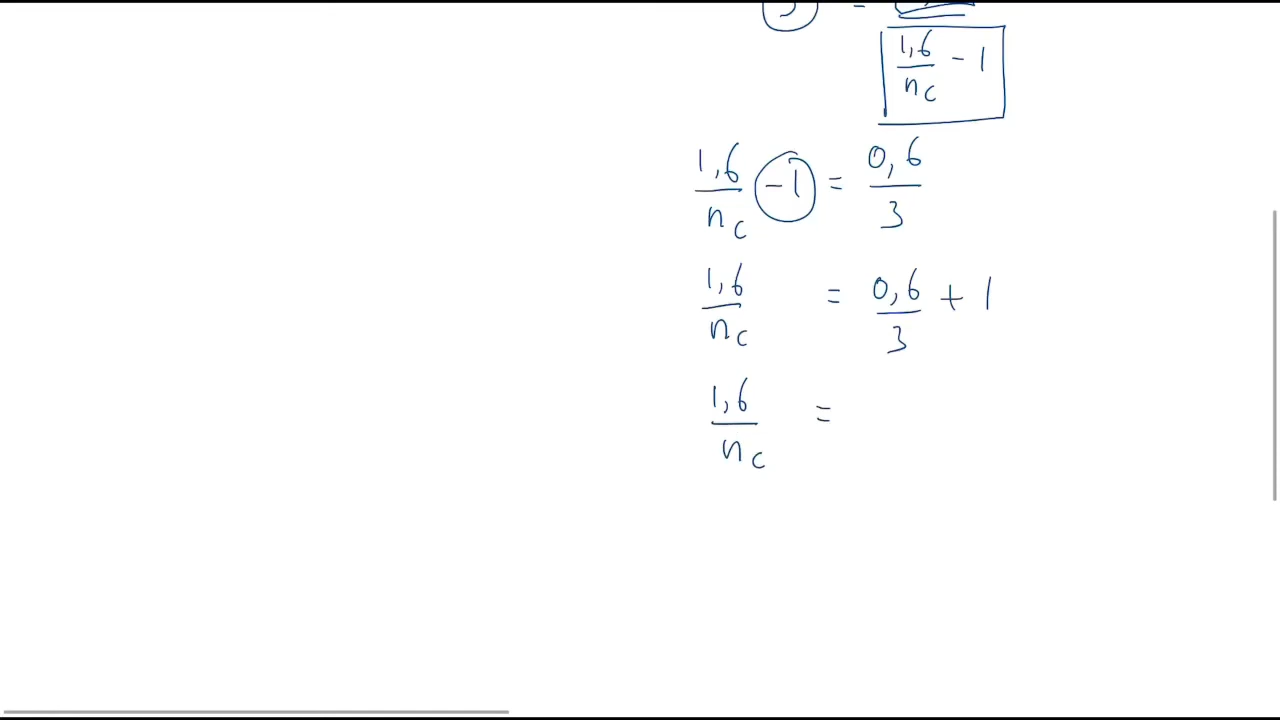 3 =
1,6/n_c - 1
1,6/n_c - 1 = 0,6/3
1,6/n_c = 0,6/3 + 1
1,6/n_c =